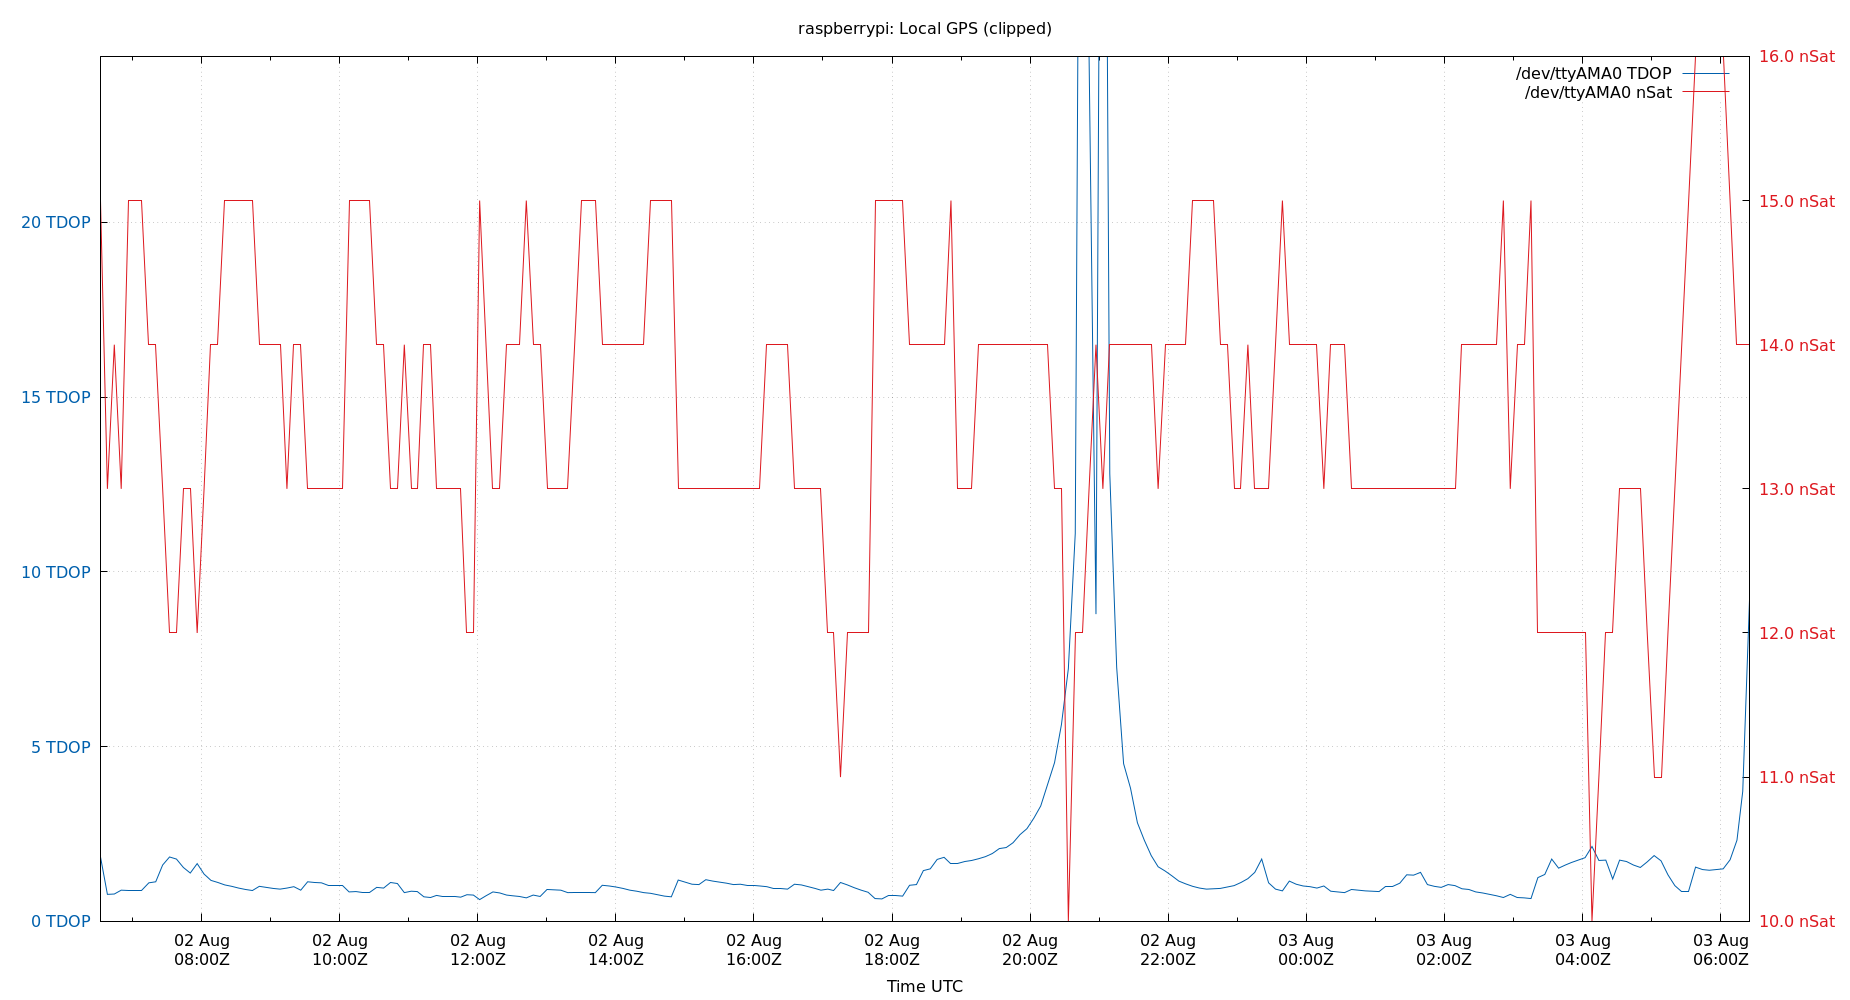 raspberrypi: Local GPS (clipped)
/dev/ttyAMA0 TDOP
/dev/ttyAMA0 nSat
20 TDOP
15 TDOP
10 TDOP
5 TDOP
0 TDOP
16.0 nSat
15.0 nSat
14.0 nSat
13.0 nSat
12.0 nSat
11.0 nSat
10.0 nSat
02 Aug 02 Aug 02 Aug 02 Aug 02 Aug 02 Aug 02 Aug 02 Aug 03 Aug 03 Aug 03 Aug 03 Aug
08:00Z 10:00Z 12:00Z 14:00Z 16:00Z 18:00Z 20:00Z 22:00Z 00:00Z 02:00Z 04:00Z 06:00Z
Time UTC